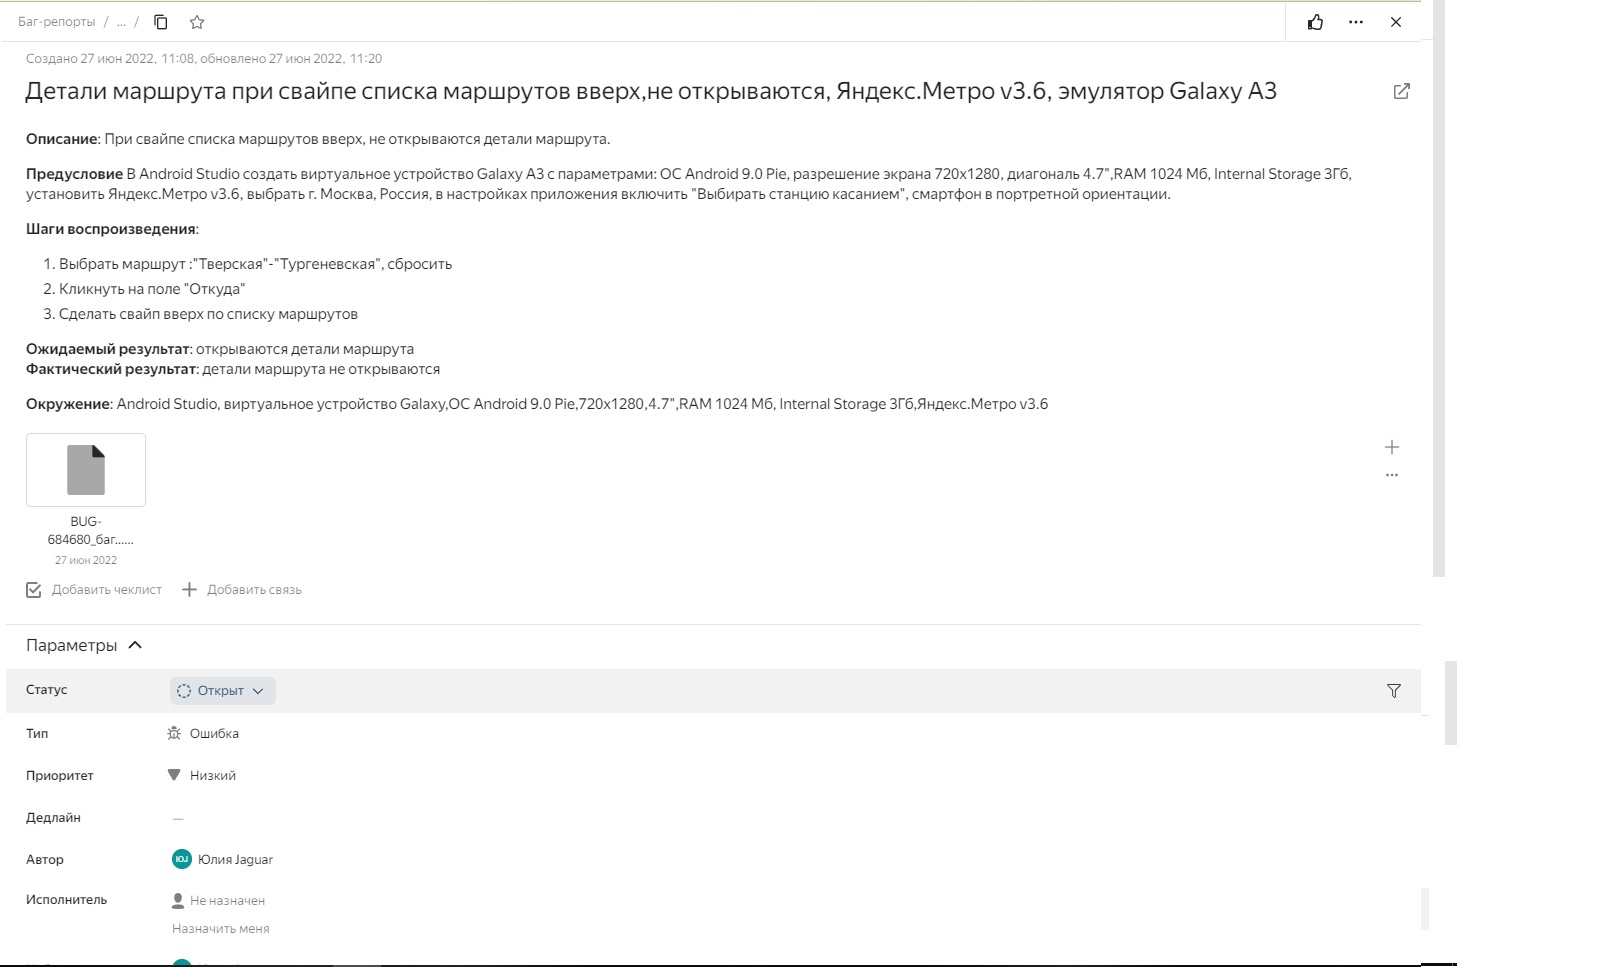 Баг-репорты / ... /
Создано 27 июн 2022, 11:08, обновлено 27 июн 2022, 11:20
Детали маршрута при свайпе списка маршрутов вверх,не открываются, Яндекс.Метро v3.6, эмулятор Galaxy A3
Описание: При свайпе списка маршрутов вверх, не открываются детали маршрута.
Предусловие В Android Studio создать виртуальное устройство Galaxy A3 с параметрами: ОС Android 9.0 Pie, разрешение экрана 720x1280, диагональ 4.7",RAM 1024 Мб, Internal Storage 3Гб,
установить Яндекс.Метро v3.6, выбрать г. Москва, Россия, в настройках приложения включить "Выбирать станцию касанием", смартфон в портретной ориентации.
Шаги воспроизведения:
1. Выбрать маршрут :"Тверская"-"Тургеневская", сбросить
2. Кликнуть на поле "Откуда"
3. Сделать свайп вверх по списку маршрутов
Ожидаемый результат: открываются детали маршрута
Фактический результат: детали маршрута не открываются
Окружение: Android Studio, виртуальное устройство Galaxy,ОС Android 9.0 Pie,720x1280,4.7",RAM 1024 Мб, Internal Storage 3Гб,Яндекс.Метро v3.6
BUG-
684680_баг......
27 июн 2022
Добавить чеклист Добавить связь
Параметры
Статус Открыт
Тип Ошибка
Приоритет Низкий
Дедлайн —
Автор ЮJ Юлия Jaguar
Исполнитель Не назначен
Назначить меня